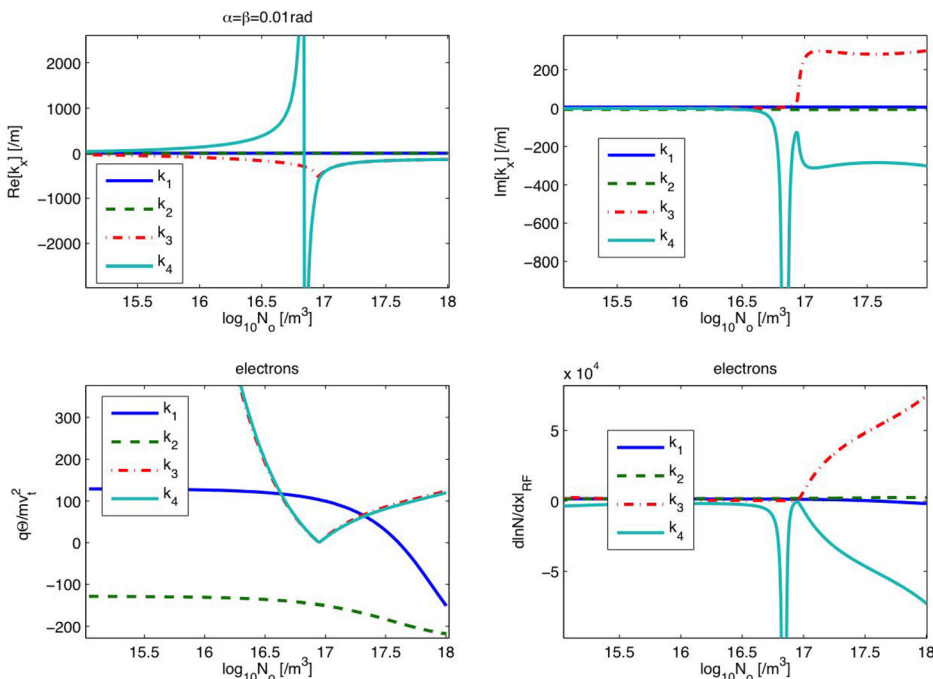 α=β=0.01rad
Re[kₓ] [/m]
2000
1000
0
−1000
−2000
k₁
k₂
k₃
k₄
15.5 16 16.5 17 17.5 18
log₁₀Nₒ [/m³]
Im[kₓ] [/m]
200
0
−200
−400
−600
−800
k₁
k₂
k₃
k₄
15.5 16 16.5 17 17.5 18
log₁₀Nₒ [/m³]
electrons
qΘ/mvₜ²
300
200
100
0
−100
−200
k₁
k₂
k₃
k₄
15.5 16 16.5 17 17.5 18
log₁₀Nₒ [/m³]
x 10⁴
electrons
dlnN/dx|RF
5
0
−5
k₁
k₂
k₃
k₄
15.5 16 16.5 17 17.5 18
log₁₀Nₒ [/m³]